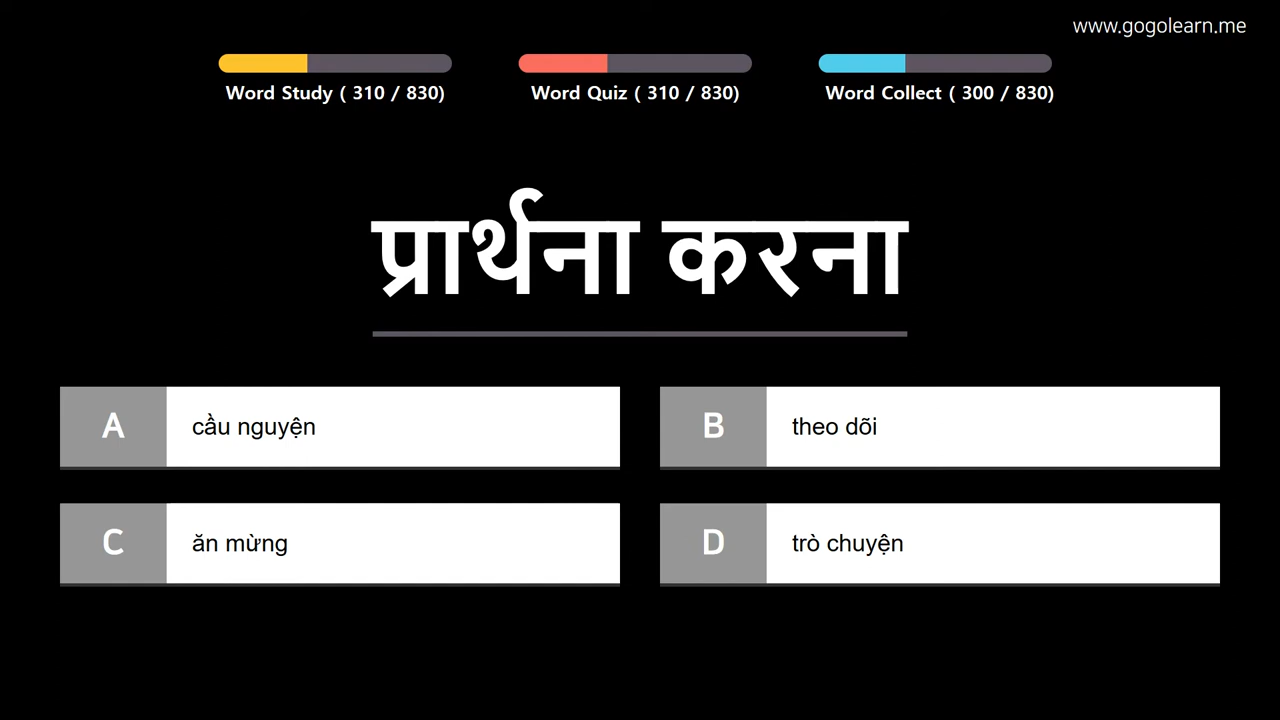 www.gogolearn.me
Word Study ( 310 / 830)
Word Quiz ( 310 / 830)
Word Collect ( 300 / 830)
प्रार्थना करना
A cầu nguyện
B theo dõi
C ăn mừng
D trò chuyện